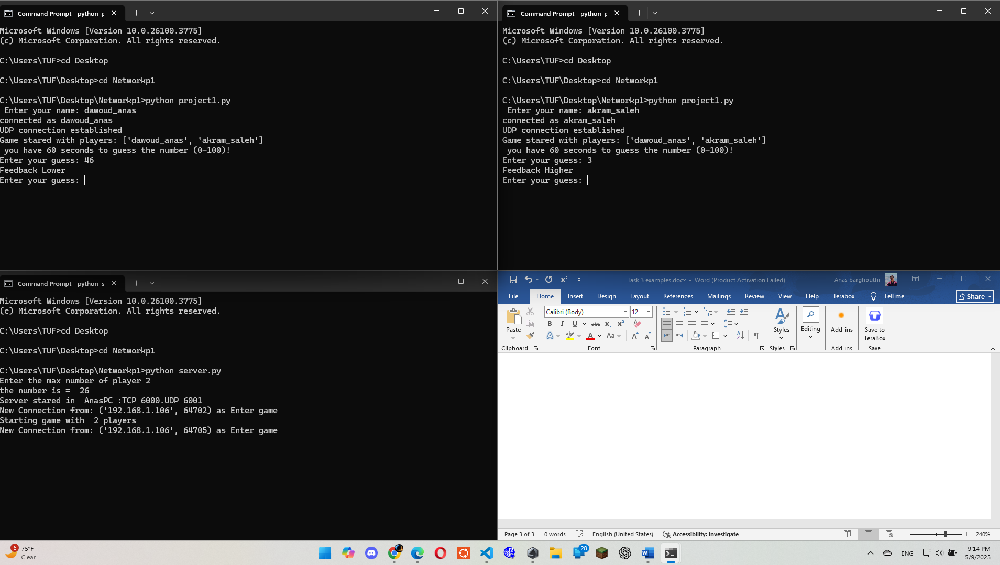 Command Prompt - python p
Microsoft Windows [Version 10.0.26100.3775]
(c) Microsoft Corporation. All rights reserved.
C:\Users\TUF>cd Desktop
C:\Users\TUF\Desktop>cd Networkp1
C:\Users\TUF\Desktop\Networkp1>python project1.py
Enter your name: dawoud_anas
connected as dawoud_anas
UDP connection established
Game stared with players: ['dawoud_anas', 'akram_saleh']
you have 60 seconds to guess the number (0-100)!
Enter your guess: 46
Feedback Lower
Enter your guess:
Command Prompt - python p
Microsoft Windows [Version 10.0.26100.3775]
(c) Microsoft Corporation. All rights reserved.
C:\Users\TUF>cd Desktop
C:\Users\TUF\Desktop>cd Networkp1
C:\Users\TUF\Desktop\Networkp1>python project1.py
Enter your name: akram_saleh
connected as akram_saleh
UDP connection established
Game stared with players: ['dawoud_anas', 'akram_saleh']
you have 60 seconds to guess the number (0-100)!
Enter your guess: 3
Feedback Higher
Enter your guess:
Command Prompt - python s
Microsoft Windows [Version 10.0.26100.3775]
(c) Microsoft Corporation. All rights reserved.
C:\Users\TUF>cd Desktop
C:\Users\TUF\Desktop>cd Networkp1
C:\Users\TUF\Desktop\Networkp1>python server.py
Enter the max number of player 2
the number is =  26
Server stared in  AnasPC :TCP 6000.UDP 6001
New Connection from: ('192.168.1.106', 64702) as Enter game
Starting game with  2 players
New Connection from: ('192.168.1.106', 64705) as Enter game
Task 3 examples.docx - Word (Product Activation Failed)
Anas barghouthi
File Home Insert Design Layout References Mailings Review View Help Terabox Tell me Share
Calibri (Body) 12
B I U abc x₂ x²
A ab A Aa A A
Paste
Styles
Editing
Add-ins
Save to
TeraBox
Clipboard Font Paragraph Styles Add-ins Save
Page 3 of 3 0 words English (United States) Accessibility: Investigate 240%
6
75°F
Clear
28
ENG
9:14 PM
5/9/2025